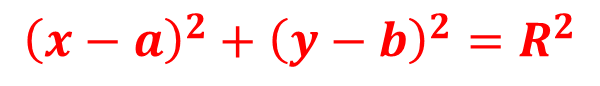 (x − a)² + (y − b)² = R²